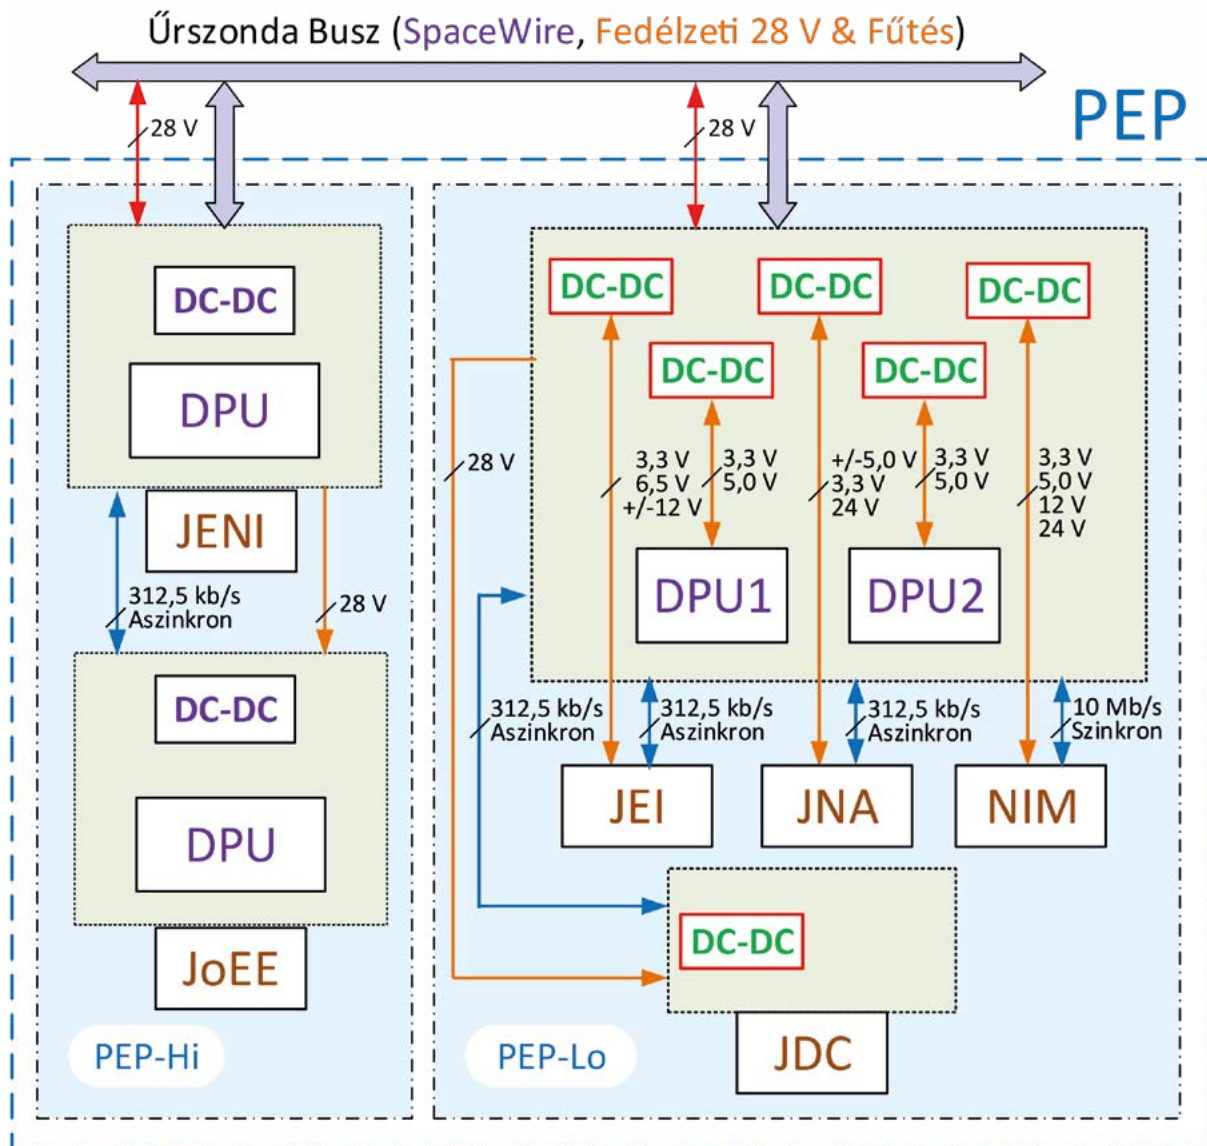 Űrszonda Busz (SpaceWire, Fedélzeti 28 V & Fűtés)
PEP
28 V
28 V
DC-DC
DPU
JENI
312,5 kb/s
Aszinkron
28 V
DC-DC
DPU
JoEE
PEP-Hi
DC-DC
DC-DC
DC-DC
DC-DC
DC-DC
28 V
3,3 V
6,5 V
+/-12 V
3,3 V
5,0 V
+/-5,0 V
3,3 V
24 V
3,3 V
5,0 V
3,3 V
5,0 V
12 V
24 V
DPU1
DPU2
312,5 kb/s
Aszinkron
312,5 kb/s
Aszinkron
312,5 kb/s
Aszinkron
10 Mb/s
Szinkron
JEI
JNA
NIM
DC-DC
JDC
PEP-Lo